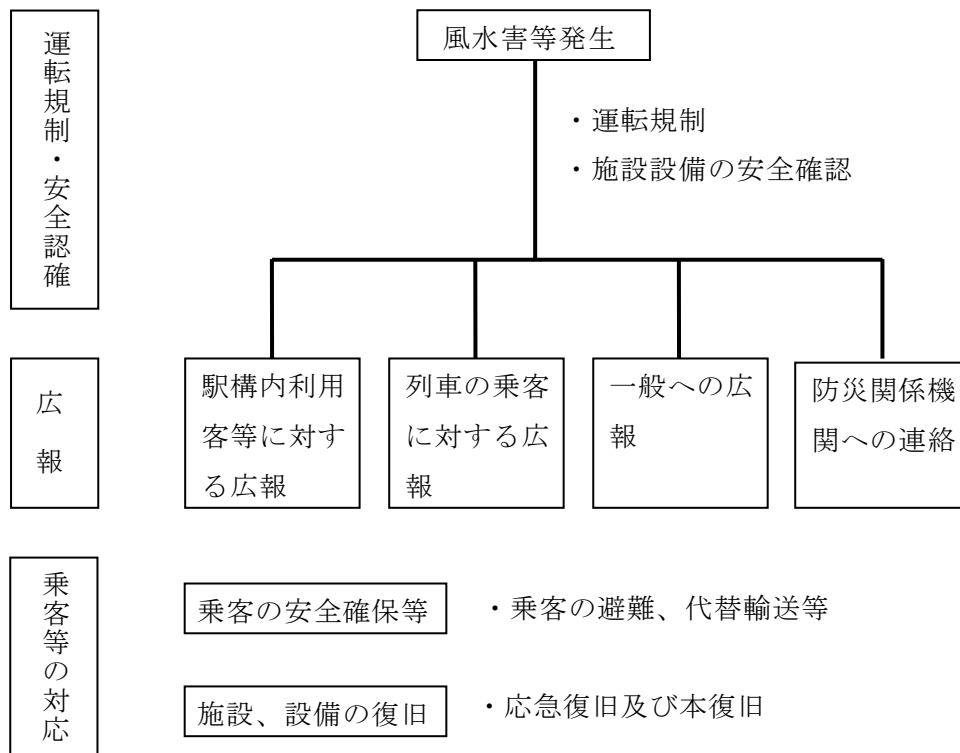 運転規制・安全認確
風水害等発生
・運転規制
・施設設備の安全確認
広報
駅構内利用
客等に対す
る広報
列車の乗客
に対する広
報
一般への広
報
防災関係機
関への連絡
乗客等の対応
乗客の安全確保等
・乗客の避難、代替輸送等
施設、設備の復旧
・応急復旧及び本復旧